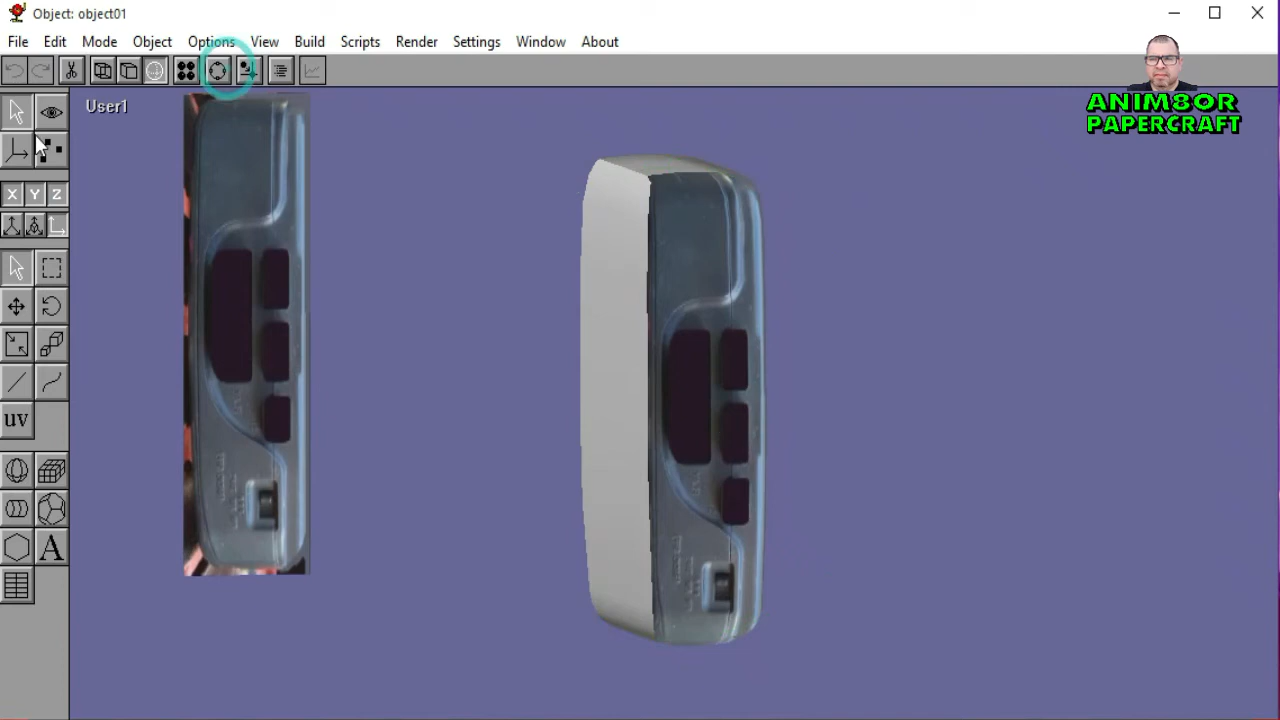 Object: object01
File Edit Mode Object Options View Build Scripts Render Settings Window About
ANIM8OR
PAPERCRAFT
User1
X Y Z
uv
A